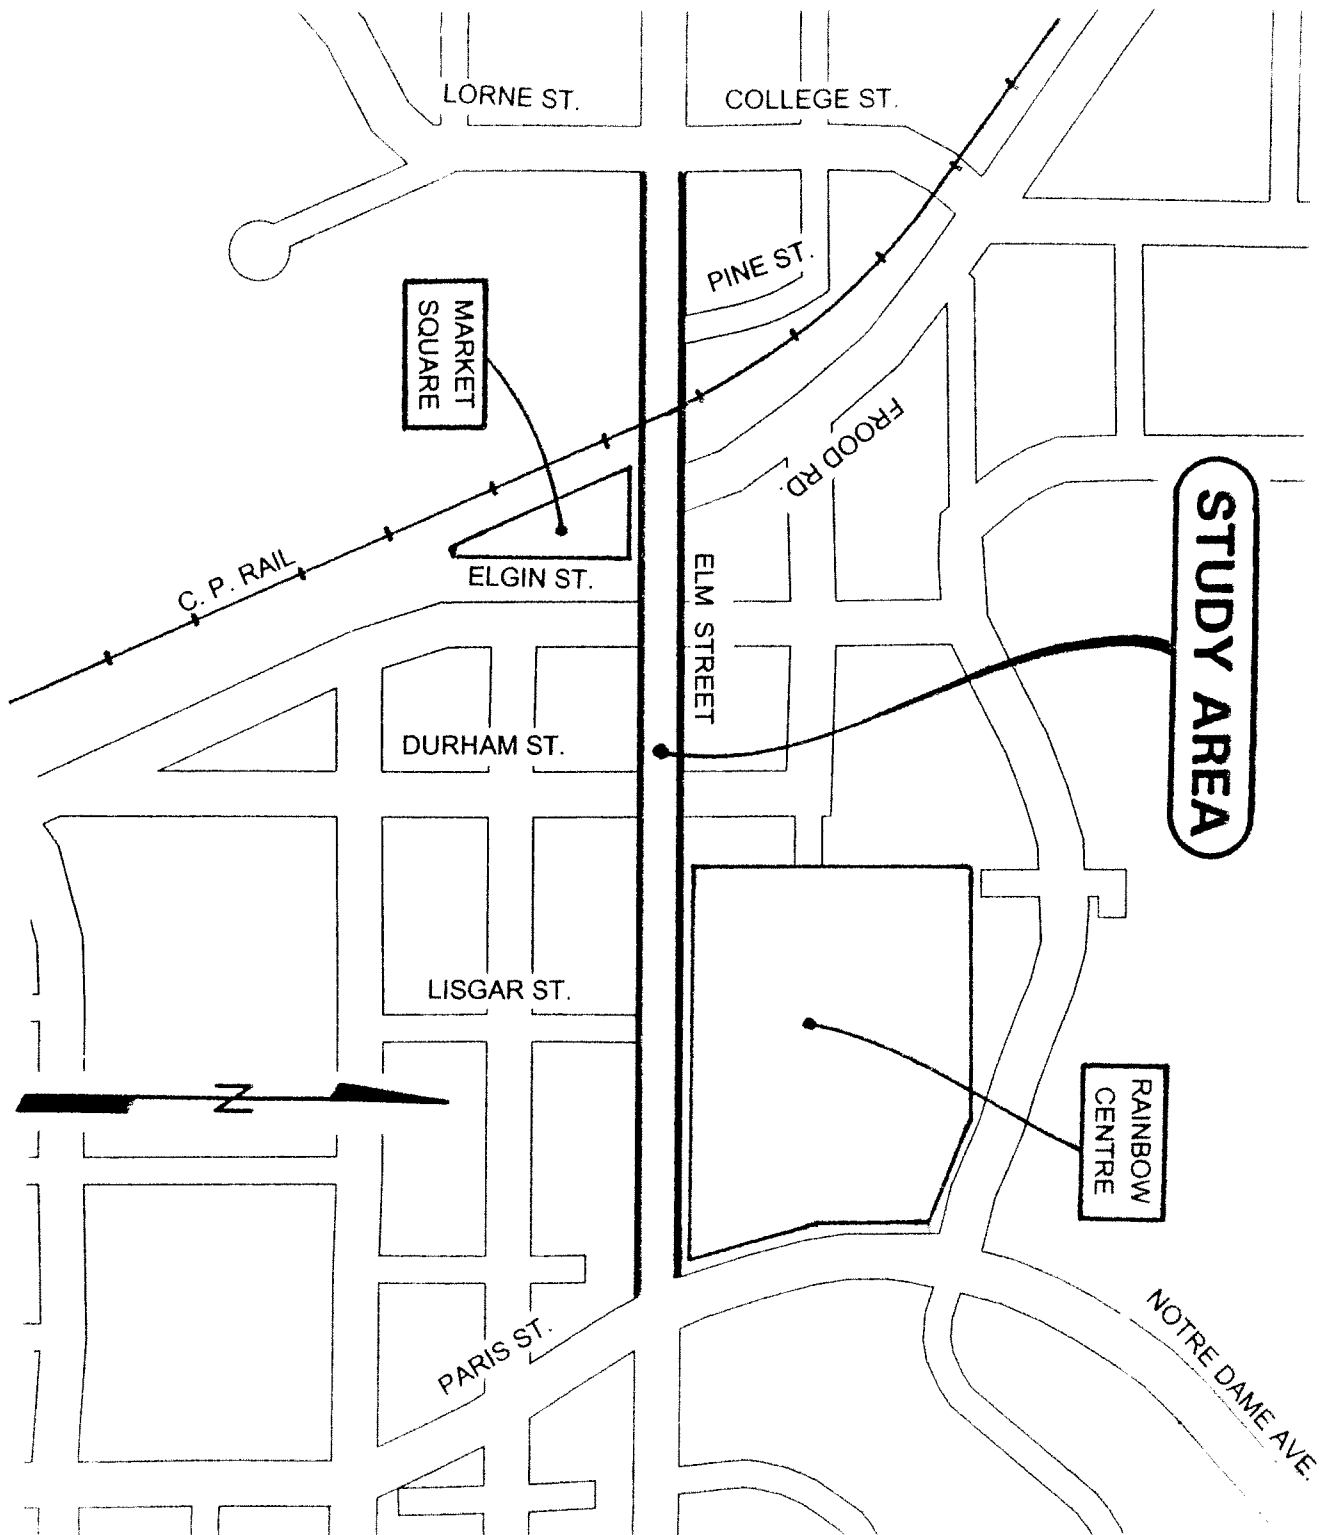 LORNE ST.
COLLEGE ST.
PINE ST.
MARKET
SQUARE
FROOD RD.
STUDY AREA
C. P. RAIL
ELGIN ST.
ELM STREET
DURHAM ST.
LISGAR ST.
N
RAINBOW
CENTRE
PARIS ST.
NOTRE DAME AVE.